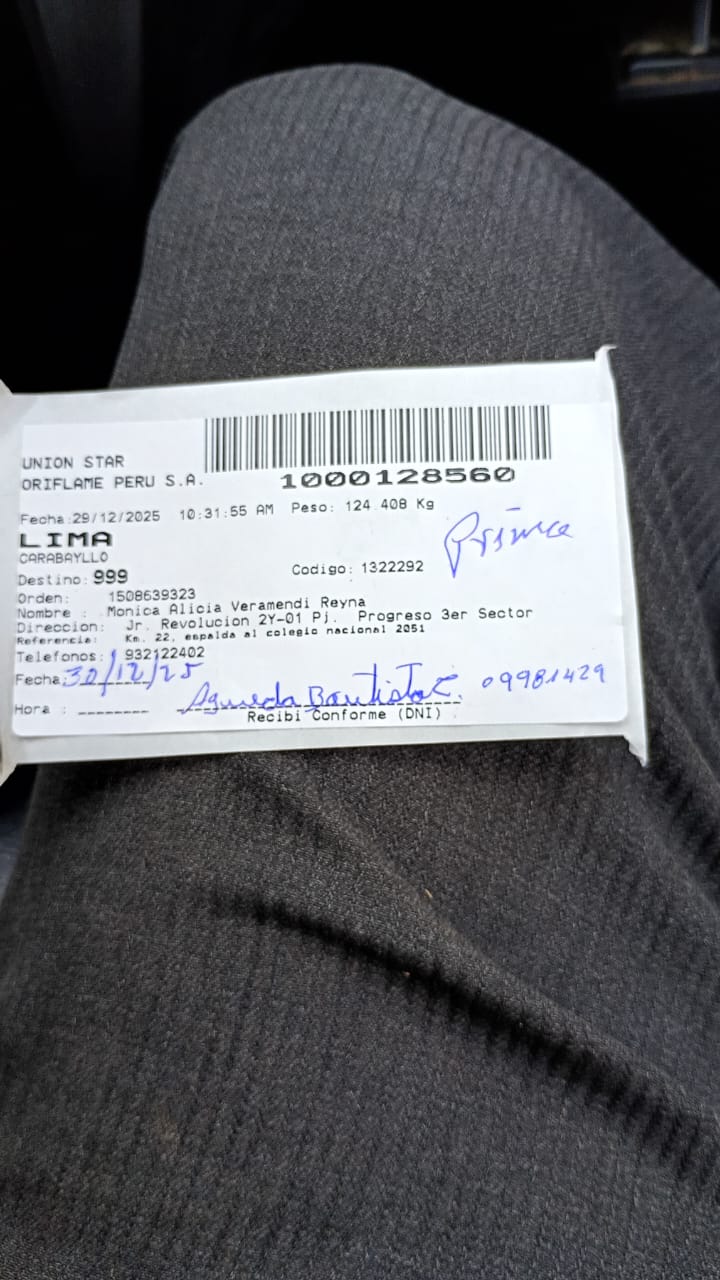 UNION STAR
ORIFLAME PERU S.A.
1000128560
Fecha:29/12/2025 10:31:55 AM Peso: 124.408 Kg
LIMA
CARABAYLLO
Prima
Destino: 999 Codigo: 1322292
Orden: 1508639323
Nombre : Monica Alicia Veramendi Reyna
Direccion: Jr. Revolucion 2Y-01 Pj. Progreso 3er Sector
Referencia: Km. 22, espalda al colegio nacional 2051
Telefonos: 932122402
Fecha: 30/12/25
Agueda Bautista C. 09981429
Hora :
Recibi Conforme (DNI)